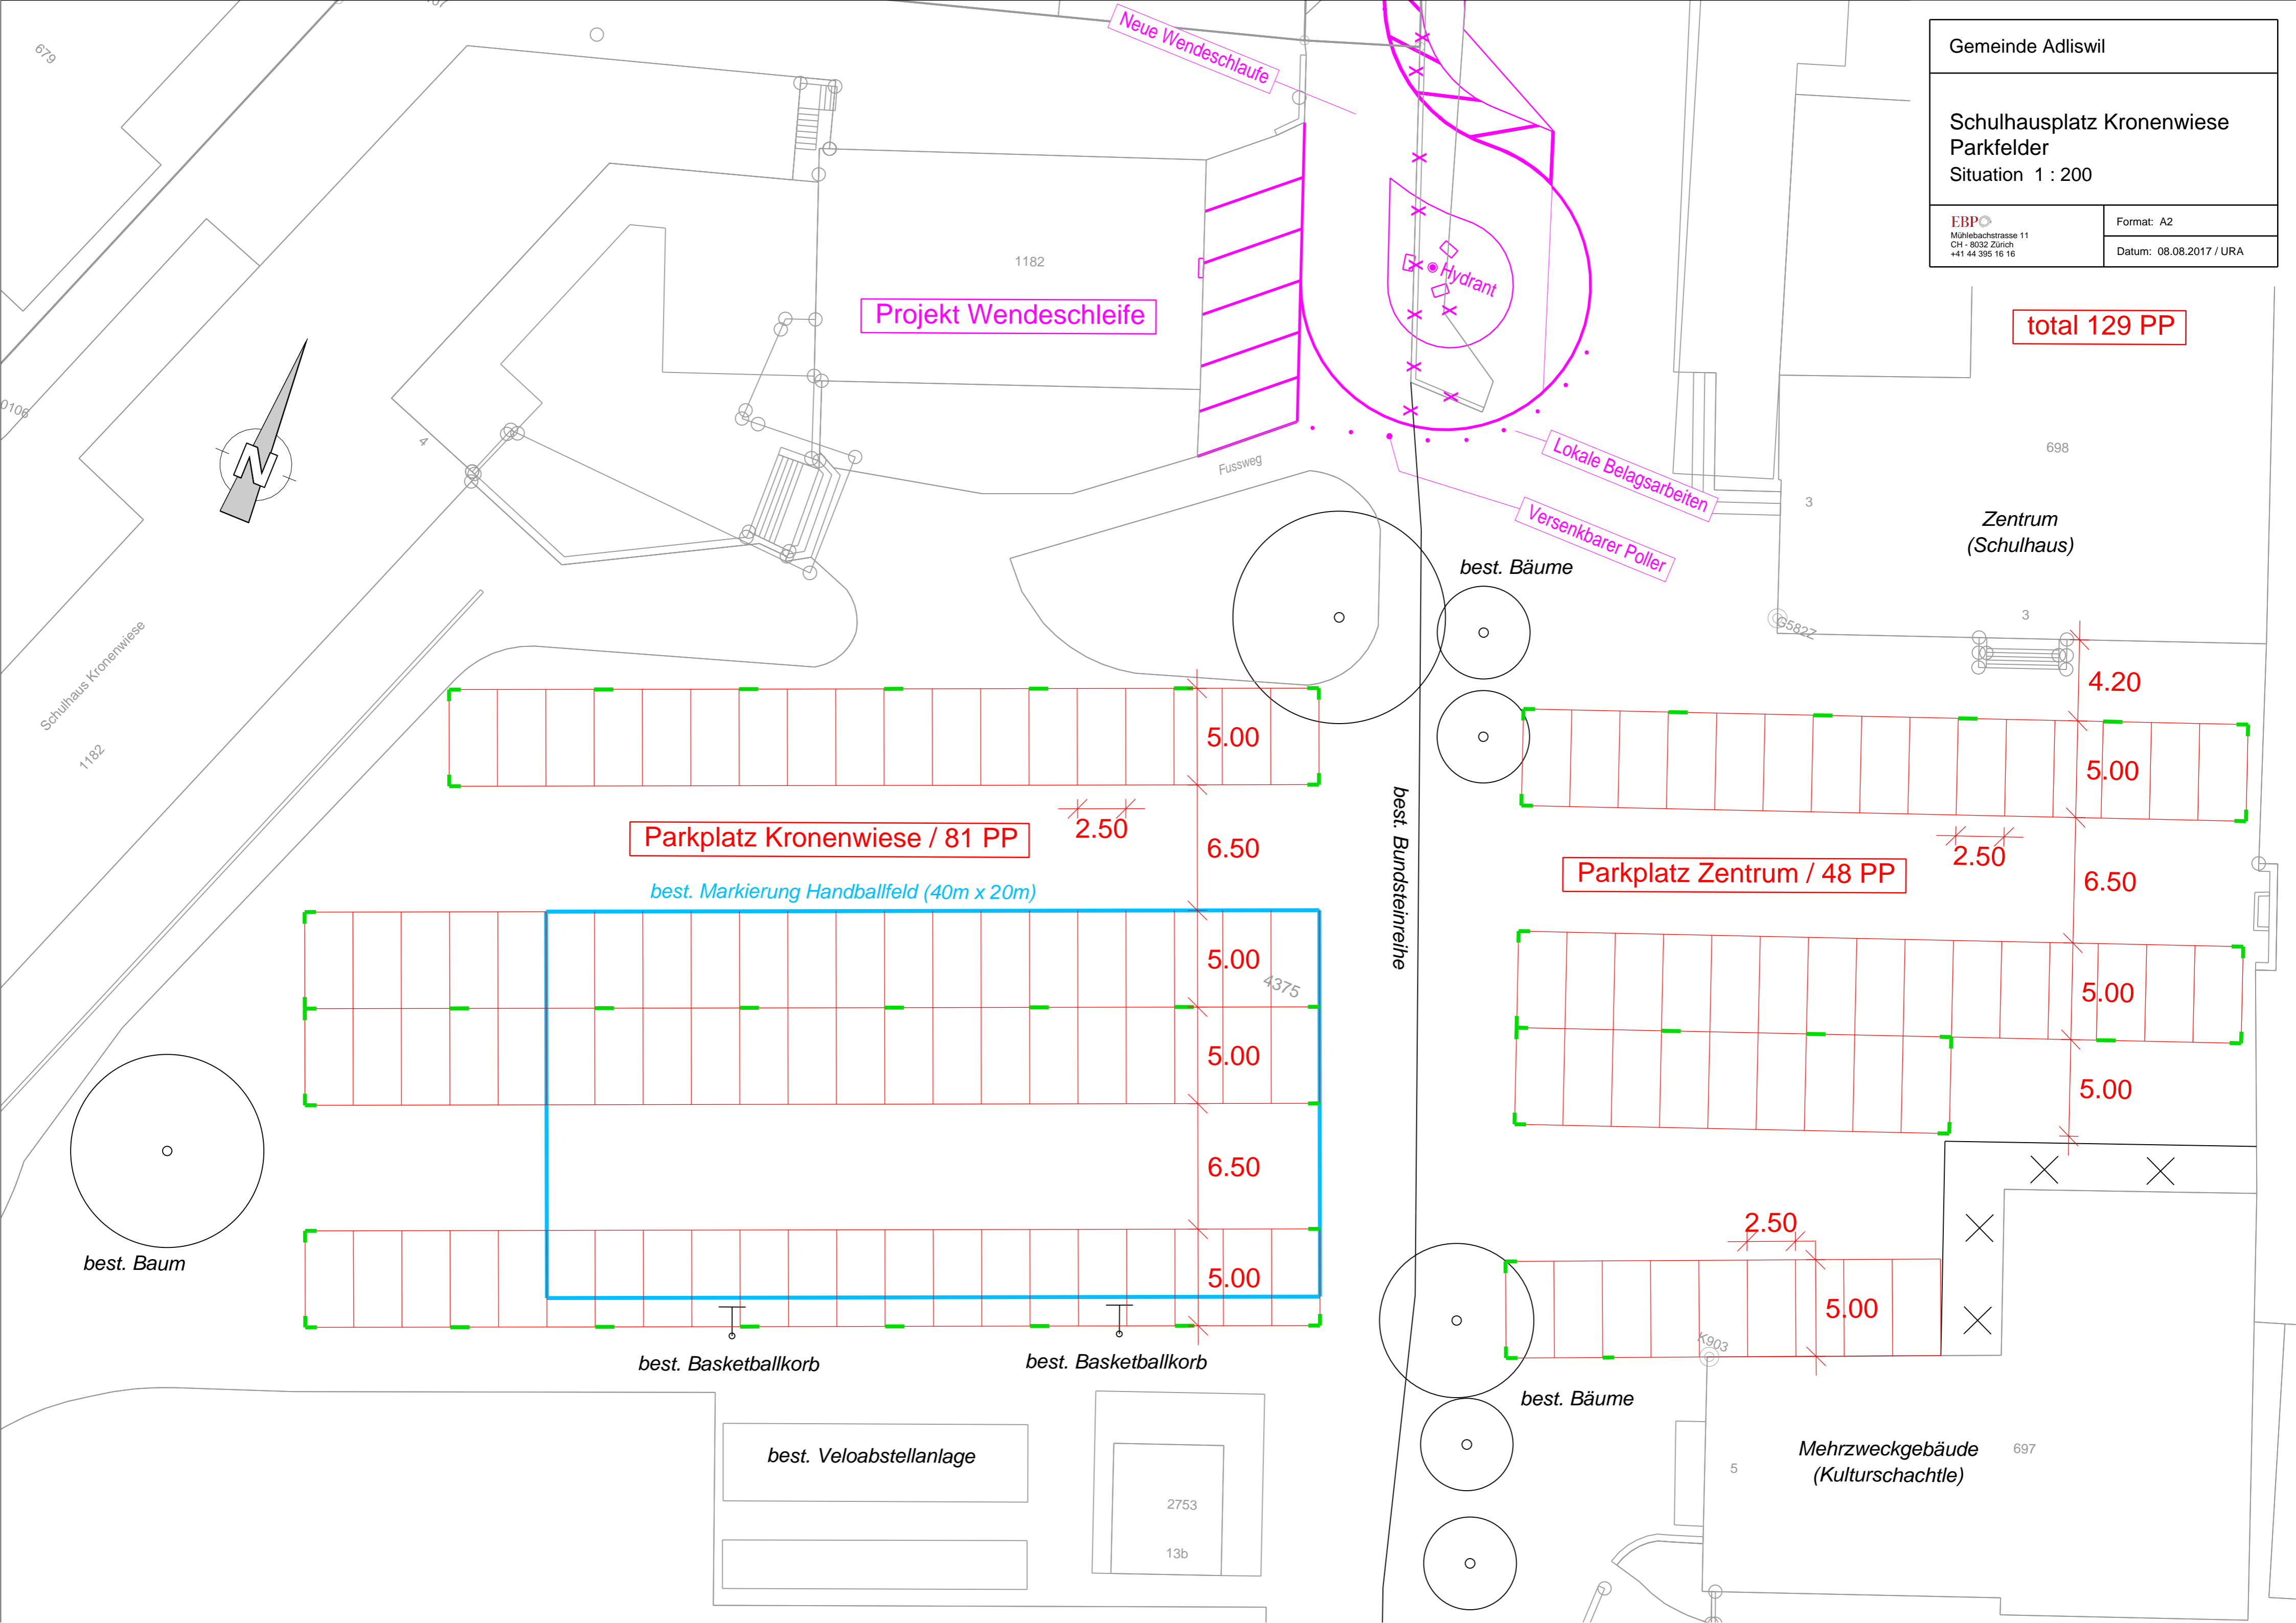 Gemeinde Adliswil
Schulhausplatz Kronenwiese
Parkfelder
Situation 1 : 200
EBP
Mühlebachstrasse 11
CH - 8032 Zürich
+41 44 395 16 16
Format: A2
Datum: 08.08.2017 / URA
total 129 PP
679
Neue Wendeschlaufe
1182
Projekt Wendeschleife
Hydrant
0106
4
Fussweg
Lokale Belagsarbeiten
Versenkbarer Poller
698
3
Zentrum
(Schulhaus)
3
G582Z
best. Bäume
Schulhaus Kronenwiese
1182
4.20
5.00
5.00
2.50
6.50
Parkplatz Kronenwiese / 81 PP
best. Markierung Handballfeld (40m x 20m)
best. Bundsteinreihe
2.50
6.50
Parkplatz Zentrum / 48 PP
5.00
4375
5.00
5.00
5.00
6.50
5.00
best. Baum
2.50
5.00
K903
best. Basketballkorb
best. Basketballkorb
best. Bäume
best. Veloabstellanlage
2753
13b
Mehrzweckgebäude
(Kulturschachtle)
697
5